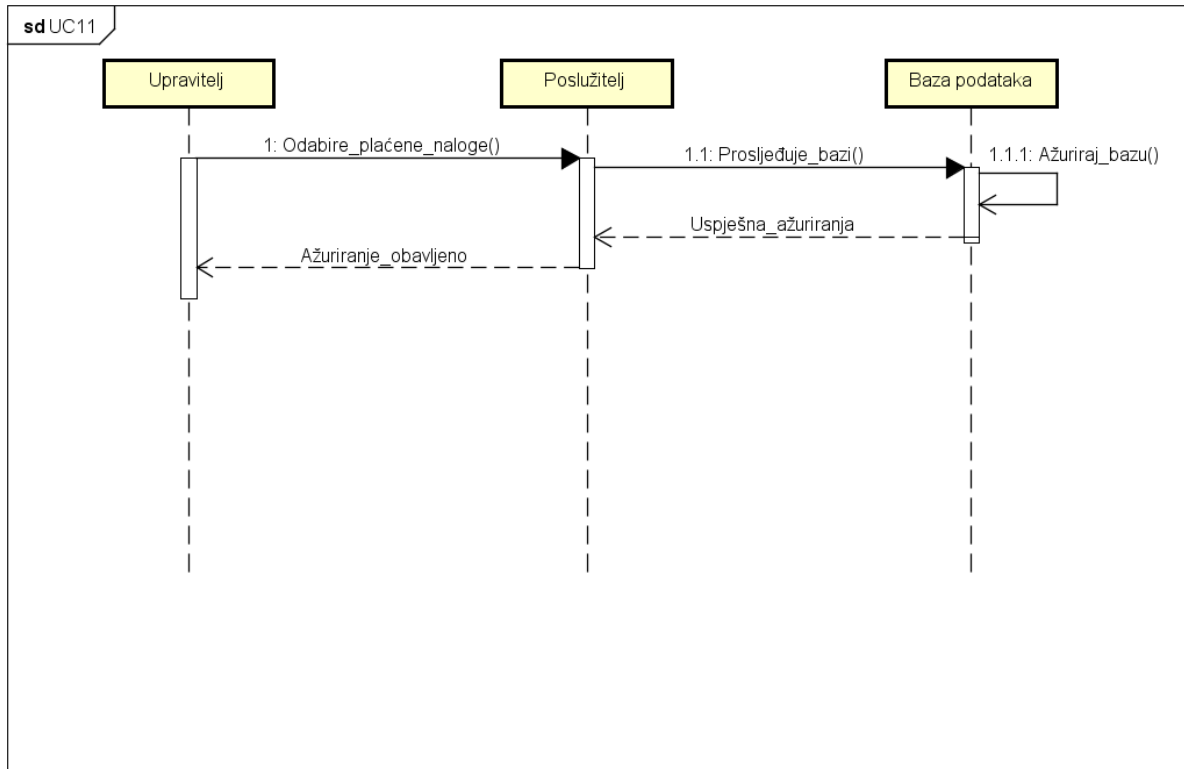 sd UC11
Upravitelj
Poslužitelj
Baza podataka
1: Odabire_plaćene_naloge()
1.1: Prosljeđuje_bazi()
1.1.1: Ažuriraj_bazu()
Uspješna_ažuriranja
Ažuriranje_obavljeno